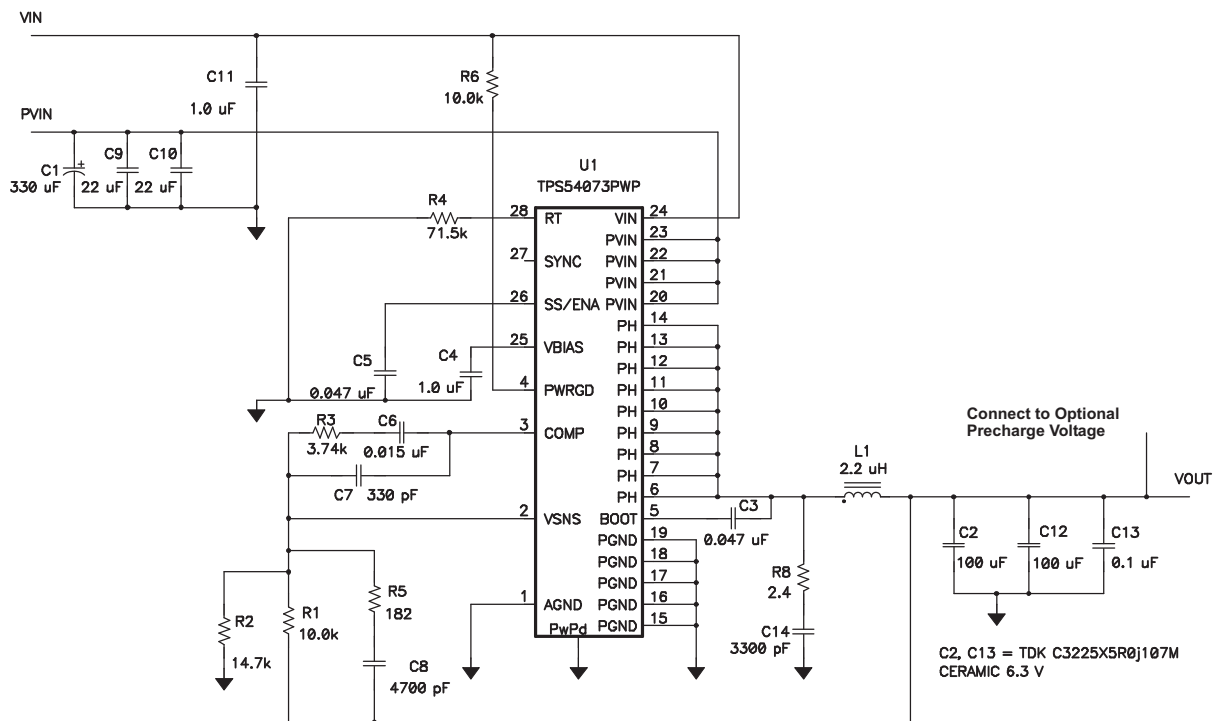 VIN
C11
1.0 uF
R6
10.0k
PVIN
C1
330 uF
+
C9
22 uF
C10
22 uF
U1
TPS54073PWP
R4
71.5k
28 RT
27 SYNC
26 SS/ENA
25 VBIAS
4 PWRGD
3 COMP
2 VSNS
1 AGND
PwPd
VIN 24
PVIN 23
PVIN 22
PVIN 21
PVIN 20
PH 14
PH 13
PH 12
PH 11
PH 10
PH 9
PH 8
PH 7
PH 6
BOOT 5
PGND 19
PGND 18
PGND 17
PGND 16
PGND 15
C5
0.047 uF
C4
1.0 uF
R3
3.74k
C6
0.015 uF
C7
330 pF
R2
14.7k
R1
10.0k
R5
182
C8
4700 pF
C3
0.047 uF
R8
2.4
C14
3300 pF
L1
2.2 uH
Connect to Optional
Precharge Voltage
VOUT
C2
100 uF
C12
100 uF
C13
0.1 uF
C2, C13 = TDK C3225X5R0j107M
CERAMIC 6.3 V